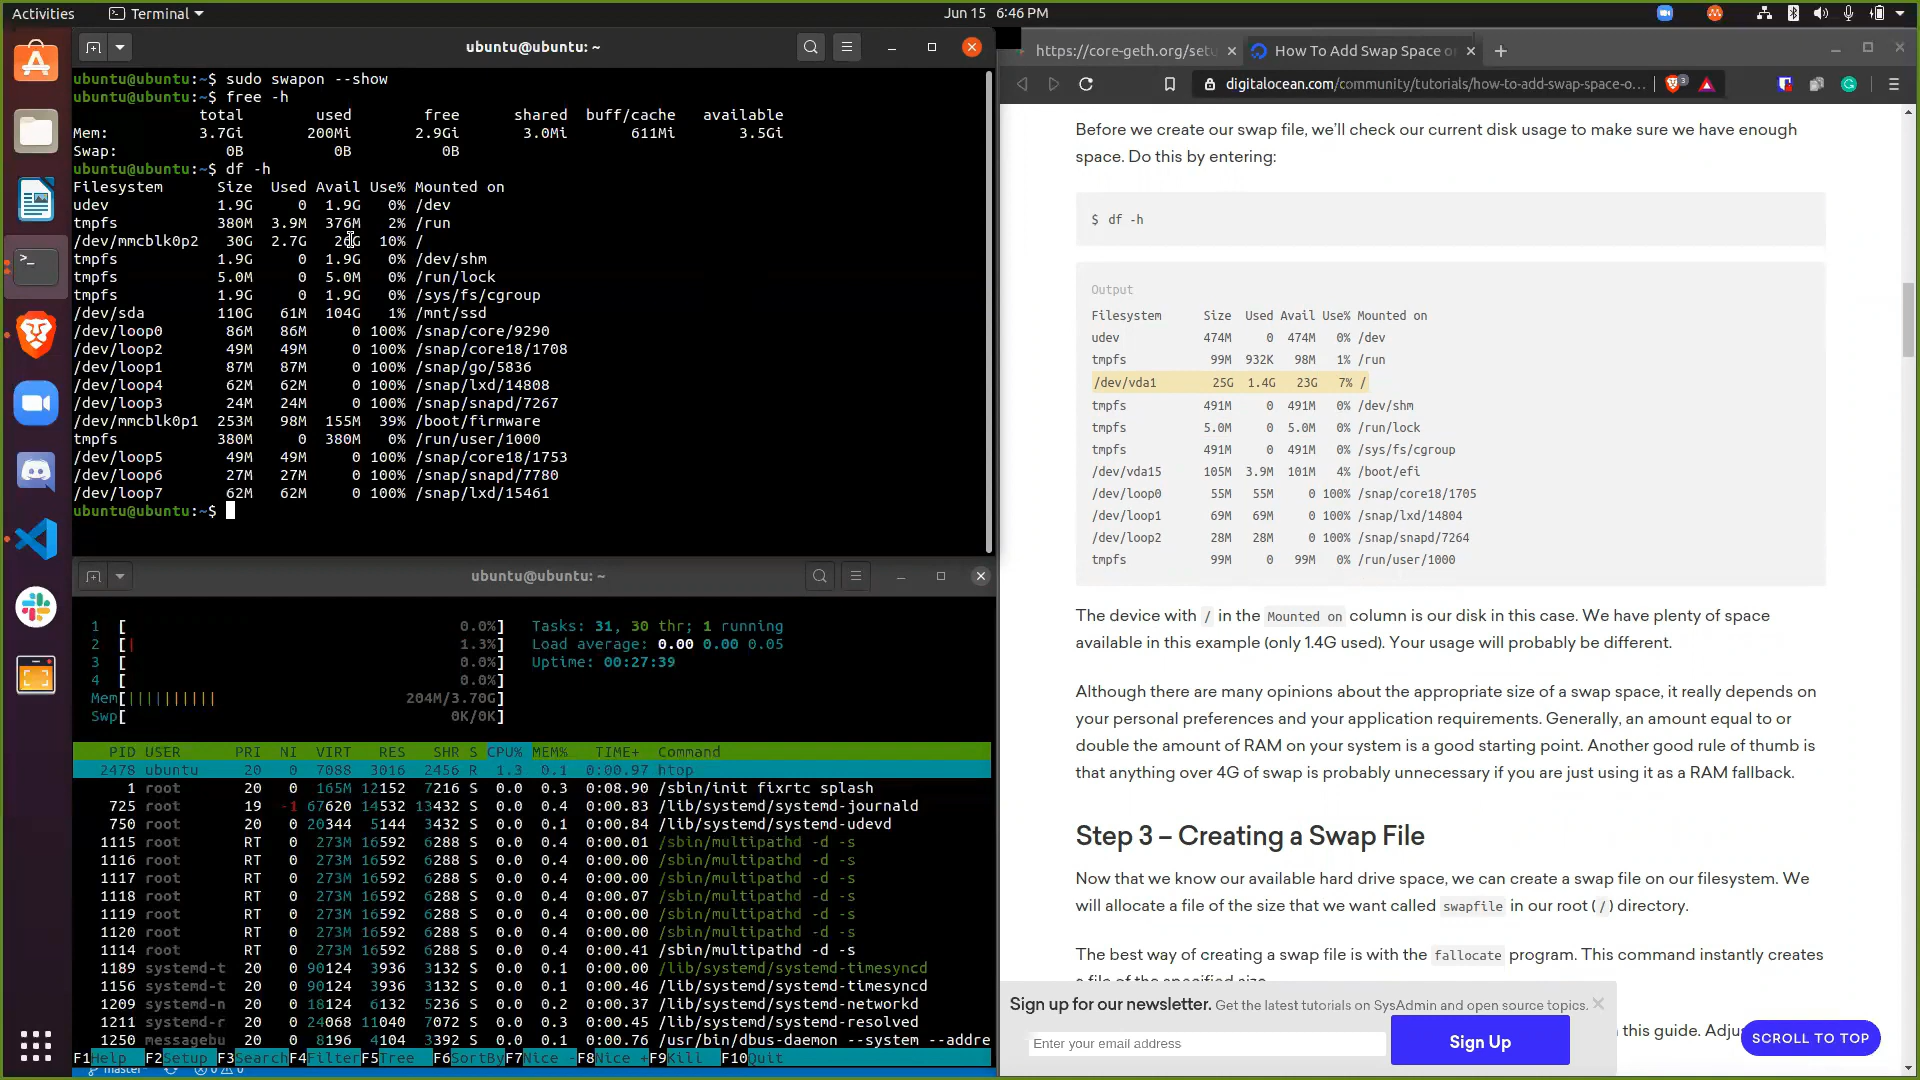 Activities
Terminal
Jun 15 6:46 PM
ubuntu@ubuntu: ~
ubuntu@ubuntu:~$ sudo swapon --show
ubuntu@ubuntu:~$ free -h
total used free shared buff/cache available
Mem: 3.7Gi 200Mi 2.9Gi 3.0Mi 611Mi 3.5Gi
Swap: 0B 0B 0B
ubuntu@ubuntu:~$ df -h
Filesystem Size Used Avail Use% Mounted on
udev 1.9G 0 1.9G 0% /dev
tmpfs 380M 3.9M 376M 2% /run
/dev/mmcblk0p2 30G 2.7G 26G 10% /
tmpfs 1.9G 0 1.9G 0% /dev/shm
tmpfs 5.0M 0 5.0M 0% /run/lock
tmpfs 1.9G 0 1.9G 0% /sys/fs/cgroup
/dev/sda 110G 61M 104G 1% /mnt/ssd
/dev/loop0 86M 86M 0 100% /snap/core/9290
/dev/loop2 49M 49M 0 100% /snap/core18/1708
/dev/loop1 87M 87M 0 100% /snap/go/5836
/dev/loop4 62M 62M 0 100% /snap/lxd/14808
/dev/loop3 24M 24M 0 100% /snap/snapd/7267
/dev/mmcblk0p1 253M 98M 155M 39% /boot/firmware
tmpfs 380M 0 380M 0% /run/user/1000
/dev/loop5 49M 49M 0 100% /snap/core18/1753
/dev/loop6 27M 27M 0 100% /snap/snapd/7780
/dev/loop7 62M 62M 0 100% /snap/lxd/15461
ubuntu@ubuntu:~$
ubuntu@ubuntu: ~
1 [ 0.0%] Tasks: 31, 30 thr; 1 running
2 [| 1.3%] Load average: 0.00 0.00 0.05
3 [ 0.0%] Uptime: 00:27:39
4 [ 0.0%]
Mem[|||||||||| 204M/3.70G]
Swp[ 0K/0K]
PID USER PRI NI VIRT RES SHR S CPU% MEM% TIME+ Command
2478 ubuntu 20 0 7088 3016 2456 R 1.3 0.1 0:00.97 htop
1 root 20 0 165M 12152 7216 S 0.0 0.3 0:08.90 /sbin/init fixrtc splash
725 root 19 -1 67620 14532 13432 S 0.0 0.4 0:00.83 /lib/systemd/systemd-journald
750 root 20 0 20344 5144 3432 S 0.0 0.1 0:00.84 /lib/systemd/systemd-udevd
1115 root RT 0 273M 16592 6288 S 0.0 0.4 0:00.01 /sbin/multipathd -d -s
1116 root RT 0 273M 16592 6288 S 0.0 0.4 0:00.00 /sbin/multipathd -d -s
1117 root RT 0 273M 16592 6288 S 0.0 0.4 0:00.00 /sbin/multipathd -d -s
1118 root RT 0 273M 16592 6288 S 0.0 0.4 0:00.07 /sbin/multipathd -d -s
1119 root RT 0 273M 16592 6288 S 0.0 0.4 0:00.00 /sbin/multipathd -d -s
1120 root RT 0 273M 16592 6288 S 0.0 0.4 0:00.00 /sbin/multipathd -d -s
1114 root RT 0 273M 16592 6288 S 0.0 0.4 0:00.41 /sbin/multipathd -d -s
1189 systemd-t 20 0 90124 3936 3132 S 0.0 0.1 0:00.00 /lib/systemd/systemd-timesyncd
1156 systemd-t 20 0 90124 3936 3132 S 0.0 0.1 0:00.46 /lib/systemd/systemd-timesyncd
1209 systemd-n 20 0 18124 6132 5236 S 0.0 0.2 0:00.37 /lib/systemd/systemd-networkd
1211 systemd-r 20 0 24068 11040 7072 S 0.0 0.3 0:00.45 /lib/systemd/systemd-resolved
1250 messagebu 20 0 8196 4104 3392 S 0.0 0.1 0:00.76 /usr/bin/dbus-daemon --system --addre
F1Help F2Setup F3SearchF4FilterF5Tree F6SortByF7Nice -F8Nice +F9Kill F10Quit
master* 0 0
https://core-geth.org/setu
How To Add Swap Space o
digitalocean.com/community/tutorials/how-to-add-swap-space-o...
3
Before we create our swap file, we'll check our current disk usage to make sure we have enough
space. Do this by entering:
$ df -h
Output
Filesystem Size Used Avail Use% Mounted on
udev 474M 0 474M 0% /dev
tmpfs 99M 932K 98M 1% /run
/dev/vda1 25G 1.4G 23G 7% /
tmpfs 491M 0 491M 0% /dev/shm
tmpfs 5.0M 0 5.0M 0% /run/lock
tmpfs 491M 0 491M 0% /sys/fs/cgroup
/dev/vda15 105M 3.9M 101M 4% /boot/efi
/dev/loop0 55M 55M 0 100% /snap/core18/1705
/dev/loop1 69M 69M 0 100% /snap/lxd/14804
/dev/loop2 28M 28M 0 100% /snap/snapd/7264
tmpfs 99M 0 99M 0% /run/user/1000
The device with / in the Mounted on column is our disk in this case. We have plenty of space
available in this example (only 1.4G used). Your usage will probably be different.
Although there are many opinions about the appropriate size of a swap space, it really depends on
your personal preferences and your application requirements. Generally, an amount equal to or
double the amount of RAM on your system is a good starting point. Another good rule of thumb is
that anything over 4G of swap is probably unnecessary if you are just using it as a RAM fallback.
Step 3 – Creating a Swap File
Now that we know our available hard drive space, we can create a swap file on our filesystem. We
will allocate a file of the size that we want called swapfile in our root (/) directory.
The best way of creating a swap file is with the fallocate program. This command instantly creates
a file of the specified size.
Sign up for our newsletter. Get the latest tutorials on SysAdmin and open source topics.
Enter your email address
Sign Up
this guide. Adju
SCROLL TO TOP